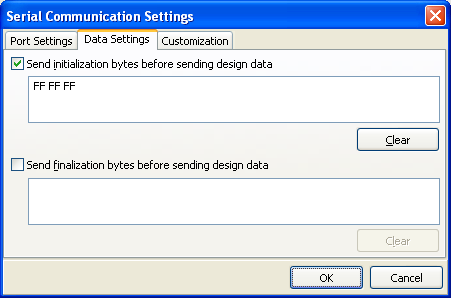 Serial Communication Settings
Port Settings Data Settings Customization
Send initialization bytes before sending design data
FF FF FF
Clear
Send finalization bytes before sending design data
Clear
OK Cancel